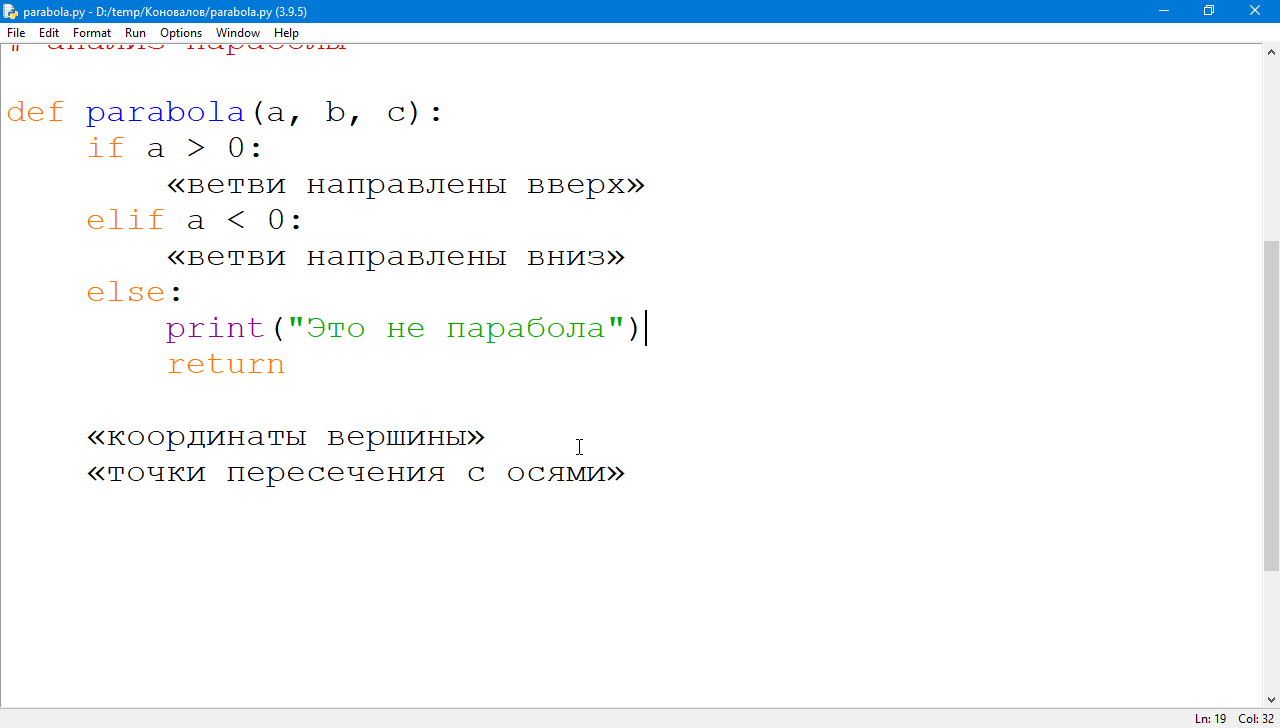 parabola.py - D:/temp/Коновалов/parabola.py (3.9.5)
File Edit Format Run Options Window Help
# анализ параболы
def parabola(a, b, c):
if a > 0:
«ветви направлены вверх»
elif a < 0:
«ветви направлены вниз»
else:
print("Это не парабола")
return
«координаты вершины»
«точки пересечения с осями»
Ln: 19 Col: 32